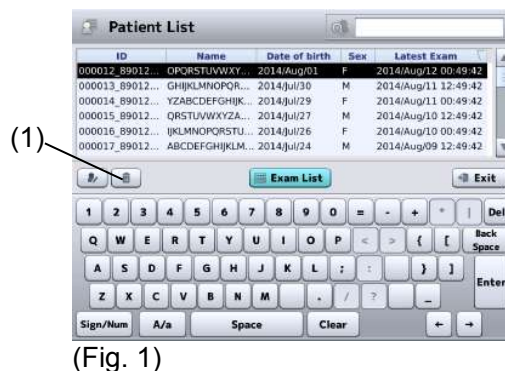 Patient List
ID Name Date of birth Sex Latest Exam
000012_89012... OPQRSTUVWXY... 2014/Aug/01 F 2014/Aug/12 00:49:42
000013_89012... GHIJKLMNOPQR... 2014/Jul/30 M 2014/Aug/11 12:49:42
000014_89012... YZABCDEFGHIJK... 2014/Jul/29 F 2014/Aug/11 00:49:42
000015_89012... QRSTUVWXYZA... 2014/Jul/27 M 2014/Aug/10 12:49:42
000016_89012... IJKLMNOPQRSTU... 2014/Jul/26 F 2014/Aug/10 00:49:42
000017_89012... ABCDEFGHIJKLM... 2014/Jul/24 M 2014/Aug/09 12:49:42
(1)
Exam List Exit
1 2 3 4 5 6 7 8 9 0 = - + * | Del
Q W E R T Y U I O P < > { [ Back Space
A S D F G H J K L ; : } ] Enter
Z X C V B N M . / ? _
Sign/Num A/a Space Clear ← →
(Fig. 1)